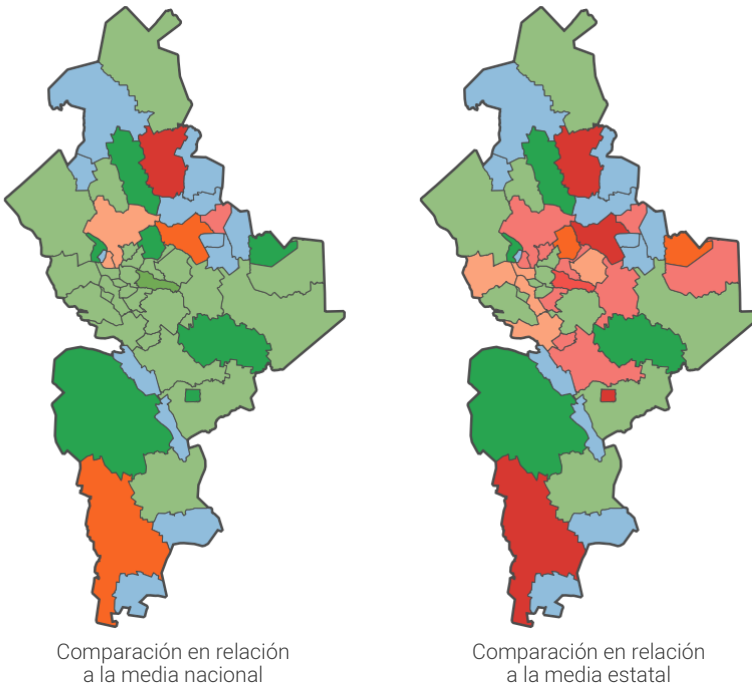 Comparación en relación
a la media nacional
Comparación en relación
a la media estatal